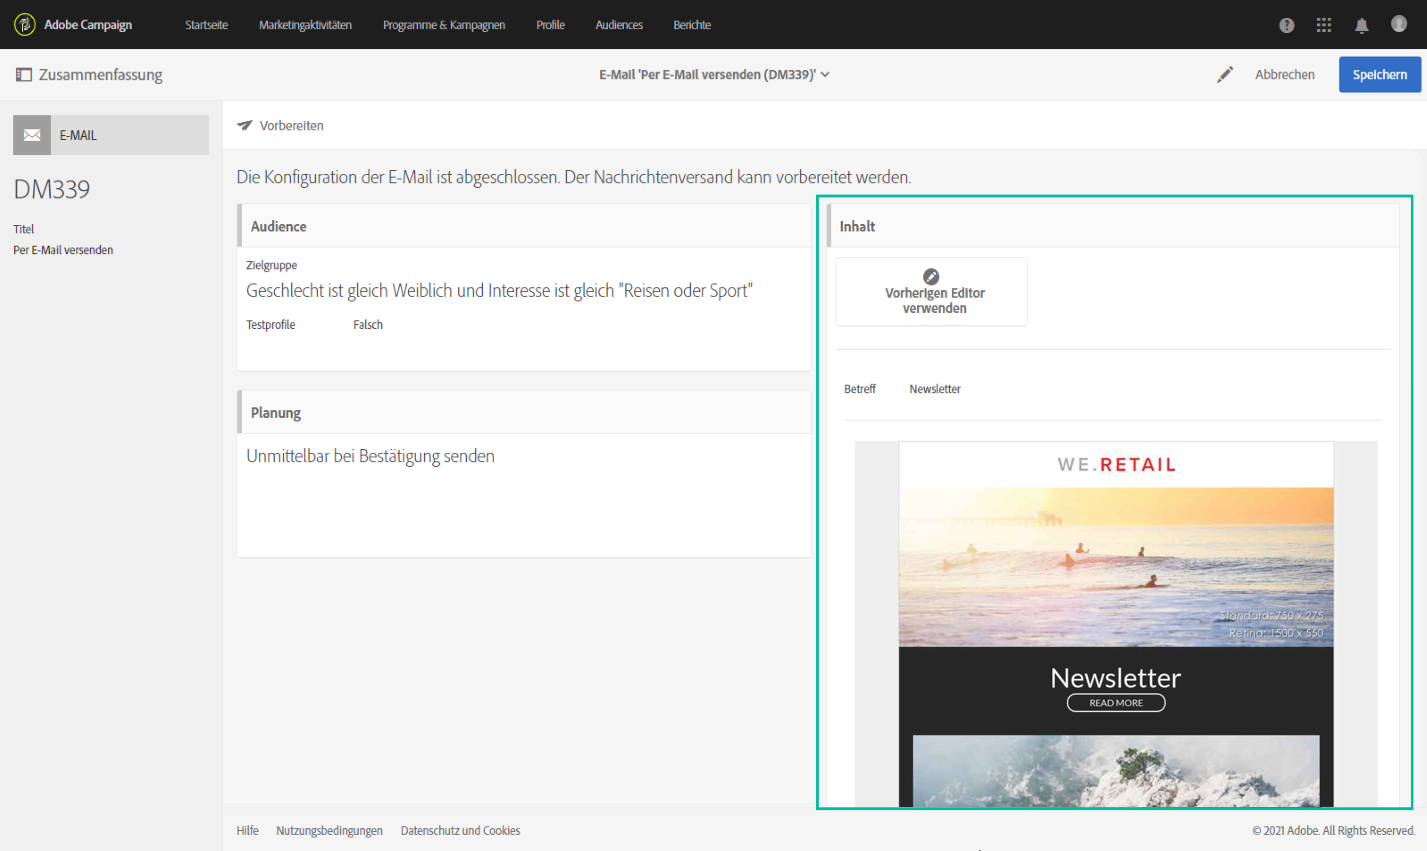 Adobe Campaign
Startseite
Marketingaktivitäten
Programme & Kampagnen
Profile
Audiences
Berichte
Zusammenfassung
E-Mail 'Per E-Mail versenden (DM339)'
Abbrechen
Speichern
E-MAIL
DM339
Titel
Per E-Mail versenden
Vorbereiten
Die Konfiguration der E-Mail ist abgeschlossen. Der Nachrichtenversand kann vorbereitet werden.
Audience
Zielgruppe
Geschlecht ist gleich Weiblich und Interesse ist gleich "Reisen oder Sport"
Testprofile Falsch
Planung
Unmittelbar bei Bestätigung senden
Inhalt
Vorherigen Editor
verwenden
Betreff Newsletter
WE.RETAIL
Standard: 750 x 275
Retina: 1500 x 550
Newsletter
READ MORE
Hilfe
Nutzungsbedingungen
Datenschutz und Cookies
© 2021 Adobe. All Rights Reserved.